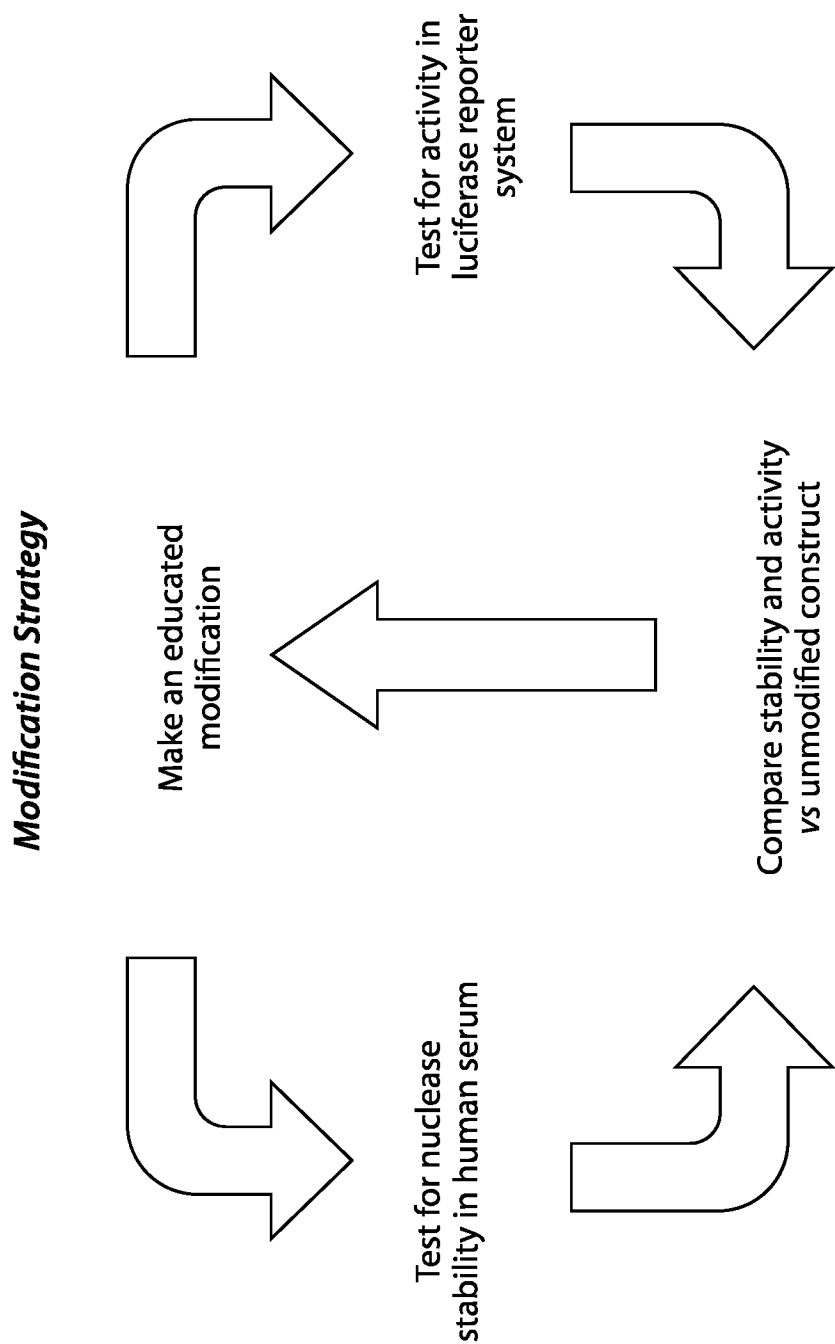 Modification Strategy
Make an educated
modification
Test for nuclease
stability in human serum
Test for activity in
luciferase reporter
system
Compare stability and activity
vs unmodified construct